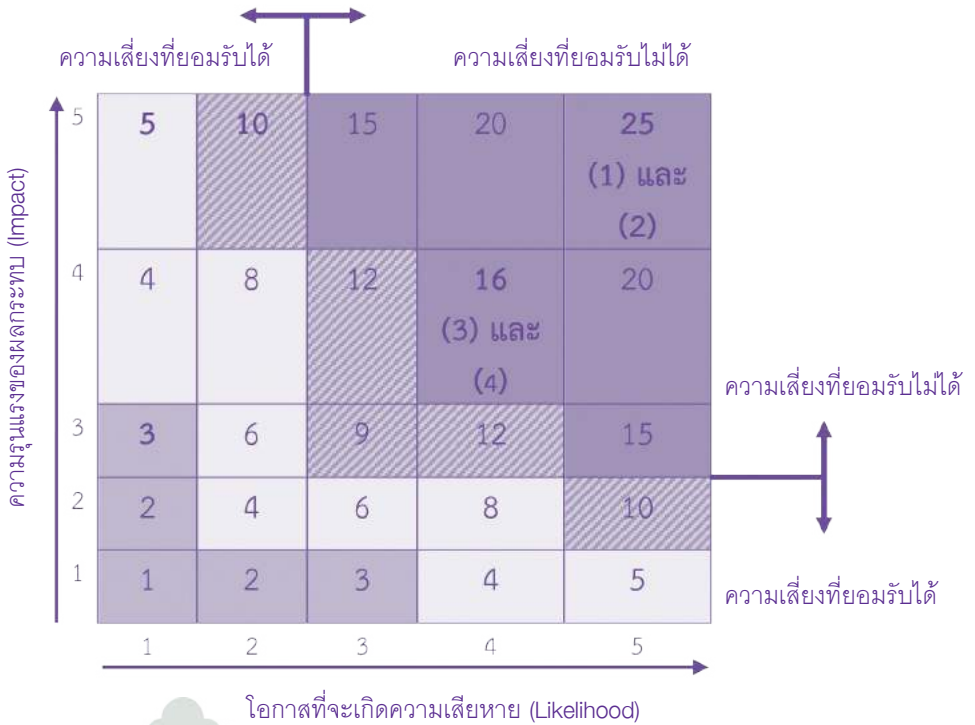 ความเสี่ยงที่ยอมรับได้ ความเสี่ยงที่ยอมรับไม่ได้
ความรุนแรงของผลกระทบ (Impact)
5 5 10 15 20 25
(1) และ
(2)
4 4 8 12 16 20
(3) และ
(4)
ความเสี่ยงที่ยอมรับไม่ได้
3 3 6 9 12 15
2 2 4 6 8 10
1 1 2 3 4 5
ความเสี่ยงที่ยอมรับได้
1 2 3 4 5
โอกาสที่จะเกิดความเสียหาย (Likelihood)